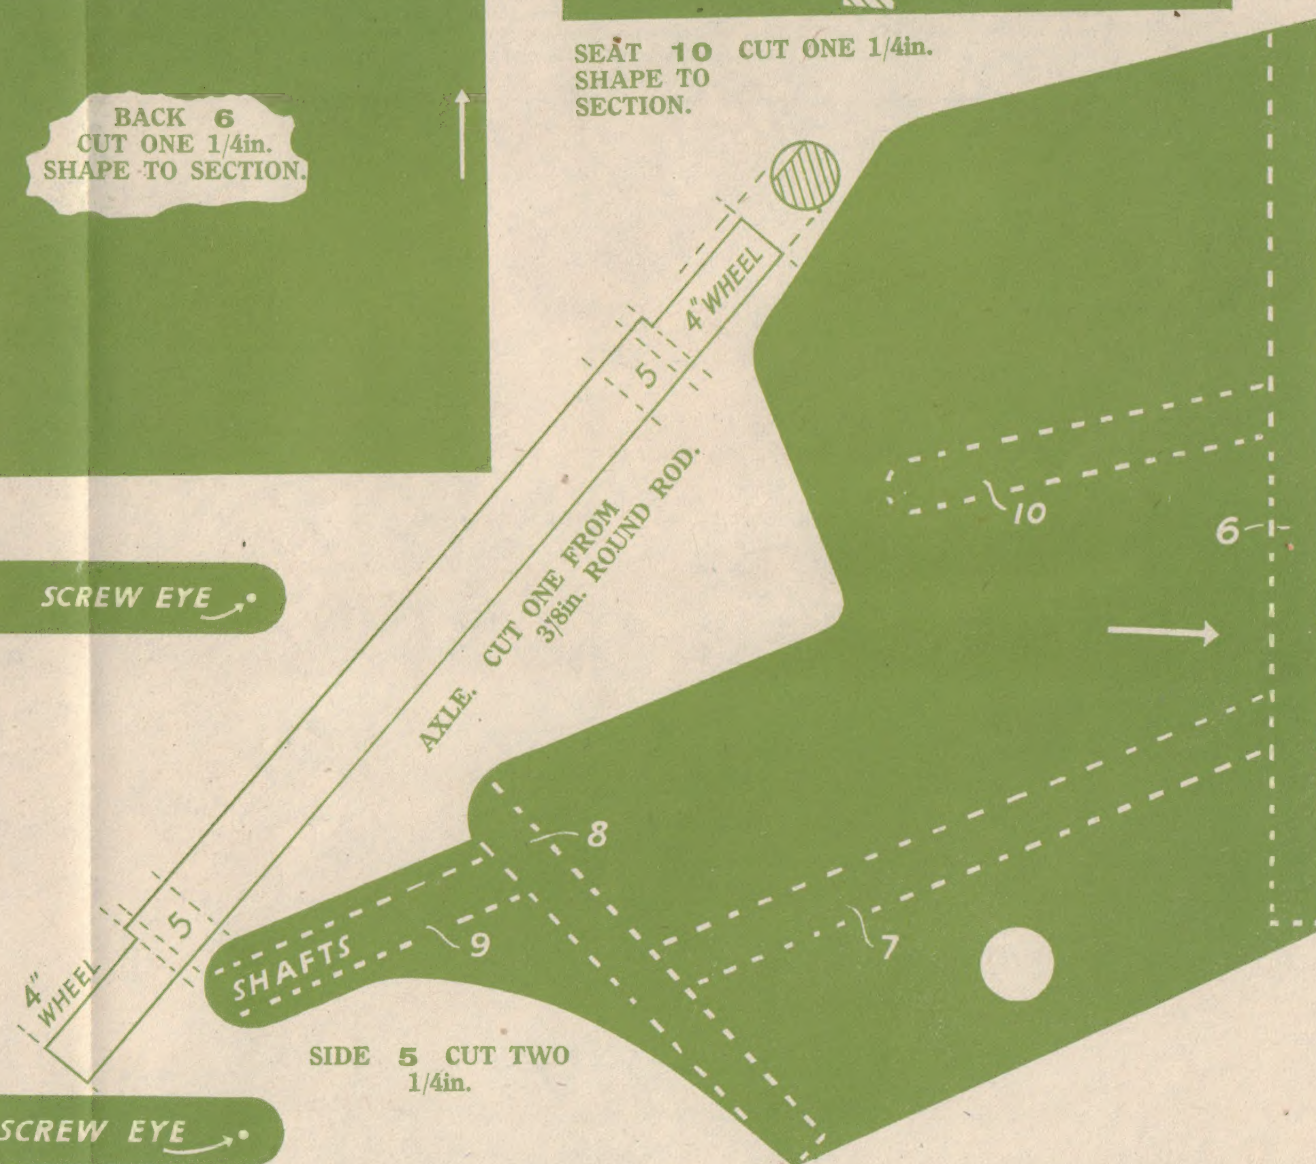 SEAT 10 CUT ONE 1/4in.
SHAPE TO
SECTION.
BACK 6
CUT ONE 1/4in.
SHAPE TO SECTION.
4" WHEEL
5
10
6
SCREW EYE
AXLE. CUT ONE FROM
3/8in. ROUND ROD.
8
5
9
7
SHAFTS
4"
WHEEL
SIDE 5 CUT TWO
1/4in.
SCREW EYE